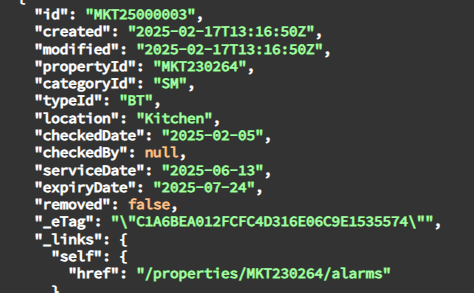 {
"id": "MKT25000003",
"created": "2025-02-17T13:16:50Z",
"modified": "2025-02-17T13:16:50Z",
"propertyId": "MKT230264",
"categoryId": "SM",
"typeId": "BT",
"location": "Kitchen",
"checkedDate": "2025-02-05",
"checkedBy": null,
"serviceDate": "2025-06-13",
"expiryDate": "2025-07-24",
"removed": false,
"_eTag": "\"C1A6BEA012FCFC4D316E06C9E1535574\"",
"_links": {
"self": {
"href": "/properties/MKT230264/alarms"
}